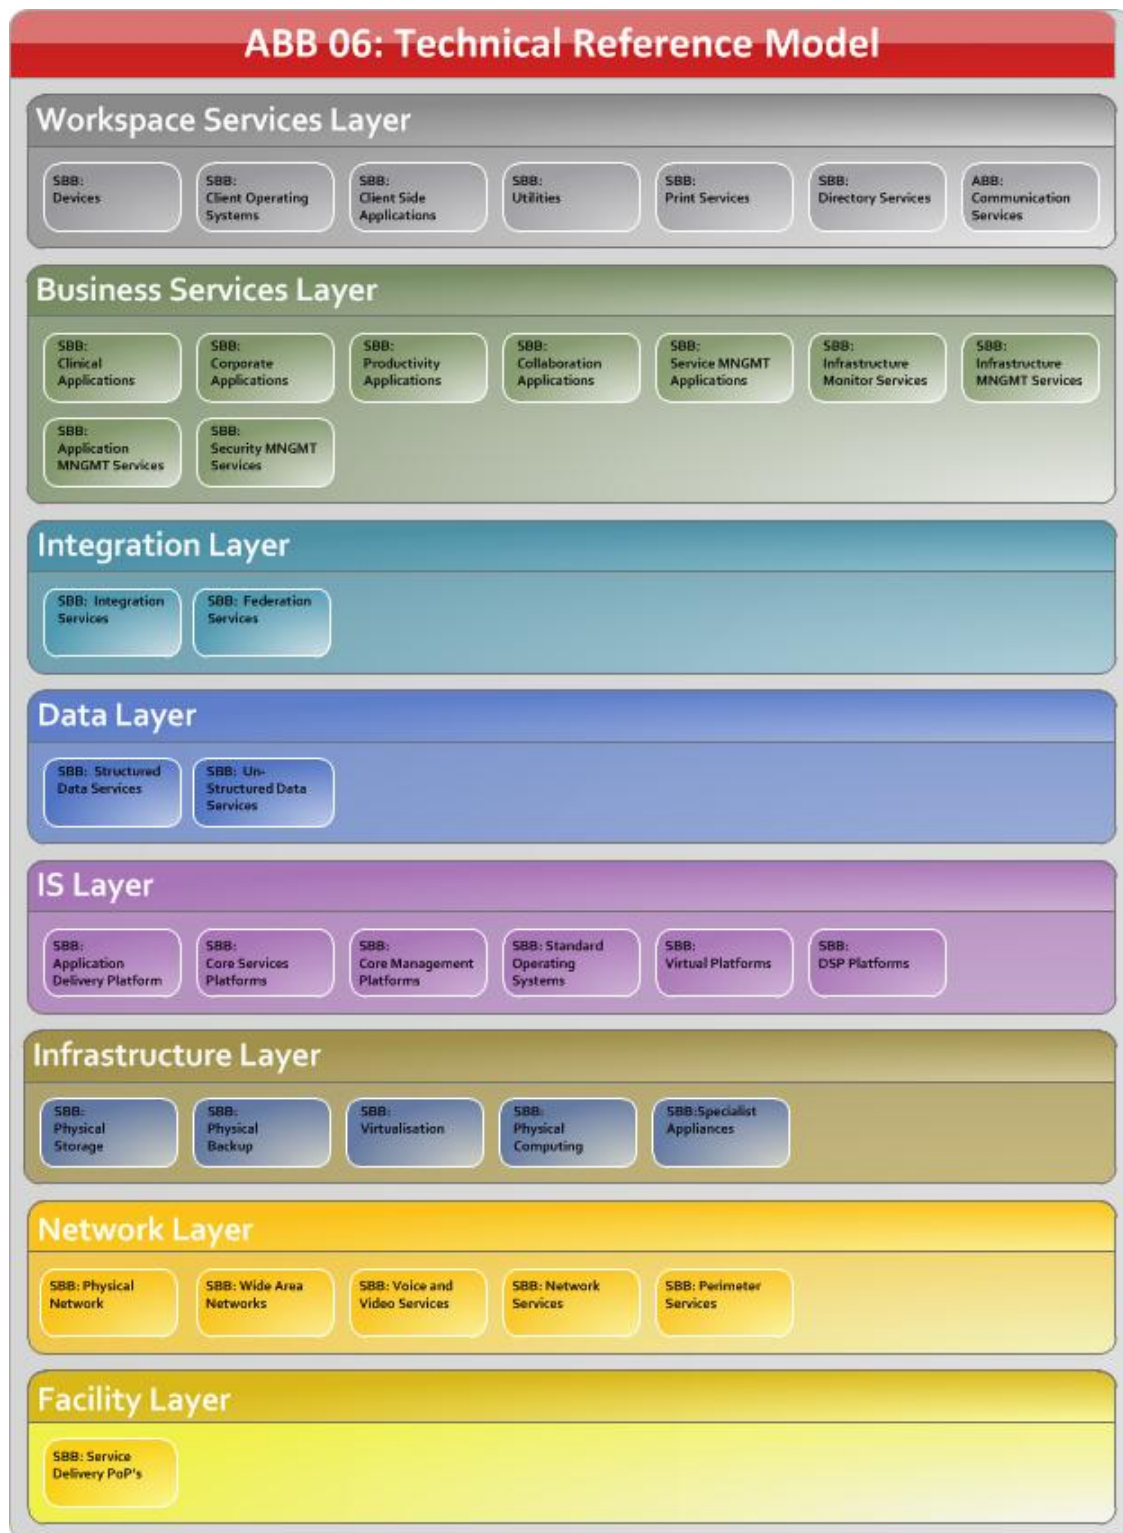 ABB 06: Technical Reference Model
Workspace Services Layer
SBB:
Devices
SBB:
Client Operating
Systems
SBB:
Client Side
Applications
SBB:
Utilities
SBB:
Print Services
SBB:
Directory Services
ABB:
Communication
Services
Business Services Layer
SBB:
Clinical
Applications
SBB:
Corporate
Applications
SBB:
Productivity
Applications
SBB:
Collaboration
Applications
SBB:
Service MNGMT
Applications
SBB:
Infrastructure
Monitor Services
SBB:
Infrastructure
MNGMT Services
SBB:
Application
MNGMT Services
SBB:
Security MNGMT
Services
Integration Layer
SBB: Integration
Services
SBB: Federation
Services
Data Layer
SBB: Structured
Data Services
SBB: Un-
Structured Data
Services
IS Layer
SBB:
Application
Delivery Platform
SBB:
Core Services
Platforms
SBB:
Core Management
Platforms
SBB: Standard
Operating
Systems
SBB:
Virtual Platforms
SBB:
DSP Platforms
Infrastructure Layer
SBB:
Physical
Storage
SBB:
Physical
Backup
SBB:
Virtualisation
SBB:
Physical
Computing
SBB:Specialist
Appliances
Network Layer
SBB: Physical
Network
SBB: Wide Area
Networks
SBB: Voice and
Video Services
SBB: Network
Services
SBB: Perimeter
Services
Facility Layer
SBB: Service
Delivery PoP's